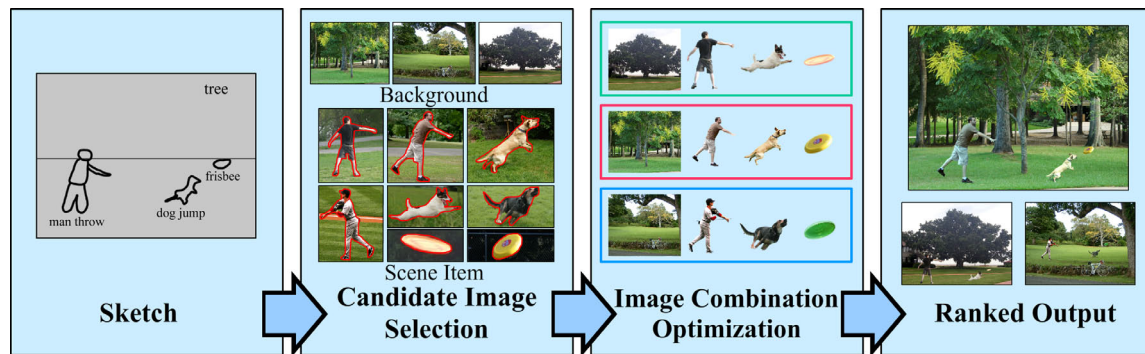 tree
frisbee
dog jump
man throw
Sketch
Background
Scene Item
Candidate Image
Selection
Image Combination
Optimization
Ranked Output